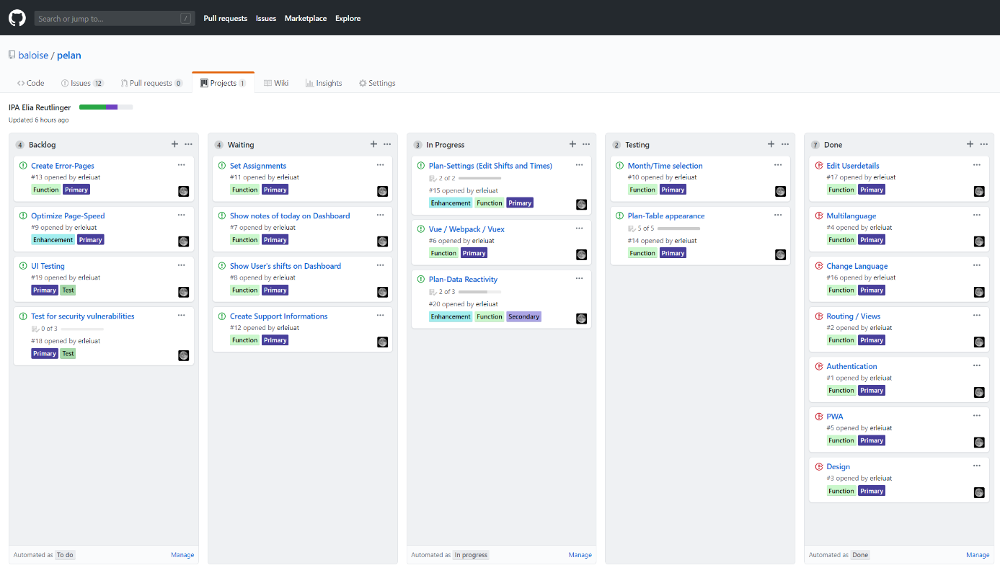 Search or jump to...
/
Pull requests
Issues
Marketplace
Explore
baloise / pelan
Code
Issues 12
Pull requests 0
Projects 1
Wiki
Insights
Settings
IPA Elia Reutlinger
Updated 6 hours ago
4 Backlog
Create Error-Pages
#13 opened by erleiuat
Function Primary
Optimize Page-Speed
#9 opened by erleiuat
Enhancement Primary
UI Testing
#19 opened by erleiuat
Primary Test
Test for security vulnerabilities
0 of 3
#18 opened by erleiuat
Primary Test
Automated as To do
Manage
4 Waiting
Set Assignments
#11 opened by erleiuat
Function Primary
Show notes of today on Dashboard
#7 opened by erleiuat
Function Primary
Show User's shifts on Dashboard
#8 opened by erleiuat
Function Primary
Create Support Informations
#12 opened by erleiuat
Function Primary
3 In Progress
Plan-Settings (Edit Shifts and Times)
2 of 2
#15 opened by erleiuat
Enhancement Function Primary
Vue / Webpack / Vuex
#6 opened by erleiuat
Function Primary
Plan-Data Reactivity
2 of 3
#20 opened by erleiuat
Enhancement Function Secondary
Automated as In progress
Manage
2 Testing
Month/Time selection
#10 opened by erleiuat
Function Primary
Plan-Table appearance
5 of 5
#14 opened by erleiuat
Function Primary
7 Done
Edit Userdetails
#17 opened by erleiuat
Function Primary
Multilanguage
#4 opened by erleiuat
Function Primary
Change Language
#16 opened by erleiuat
Function Primary
Routing / Views
#2 opened by erleiuat
Function Primary
Authentication
#1 opened by erleiuat
Function Primary
PWA
#5 opened by erleiuat
Function Primary
Design
#3 opened by erleiuat
Function Primary
Automated as Done
Manage